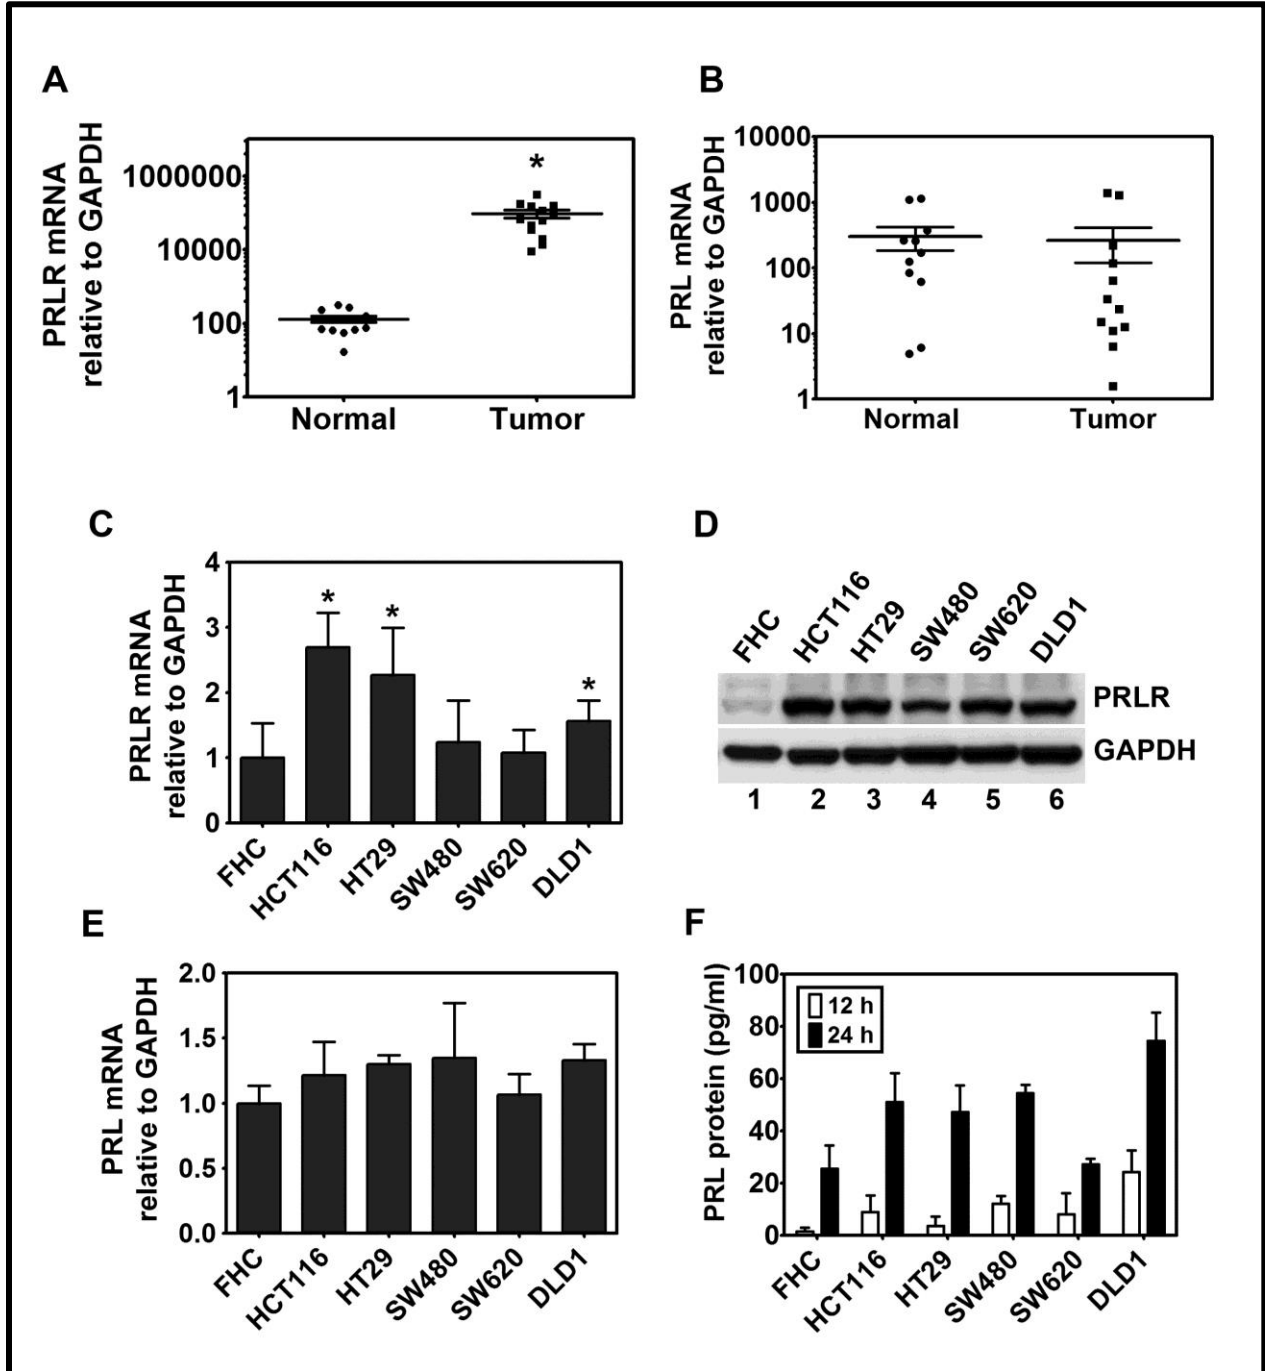 A
PRLR mRNA
relative to GAPDH
1000000
10000
100
1
*
Normal
Tumor
B
PRL mRNA
relative to GAPDH
10000
1000
100
10
1
Normal
Tumor
C
PRLR mRNA
relative to GAPDH
4
3
2
1
0
*
*
*
FHC
HCT116
HT29
SW480
SW620
DLD1
D
FHC
HCT116
HT29
SW480
SW620
DLD1
PRLR
GAPDH
1 2 3 4 5 6
E
PRL mRNA
relative to GAPDH
2.0
1.5
1.0
0.5
0.0
FHC
HCT116
HT29
SW480
SW620
DLD1
F
PRL protein (pg/ml)
100
80
60
40
20
0
12 h
24 h
FHC
HCT116
HT29
SW480
SW620
DLD1